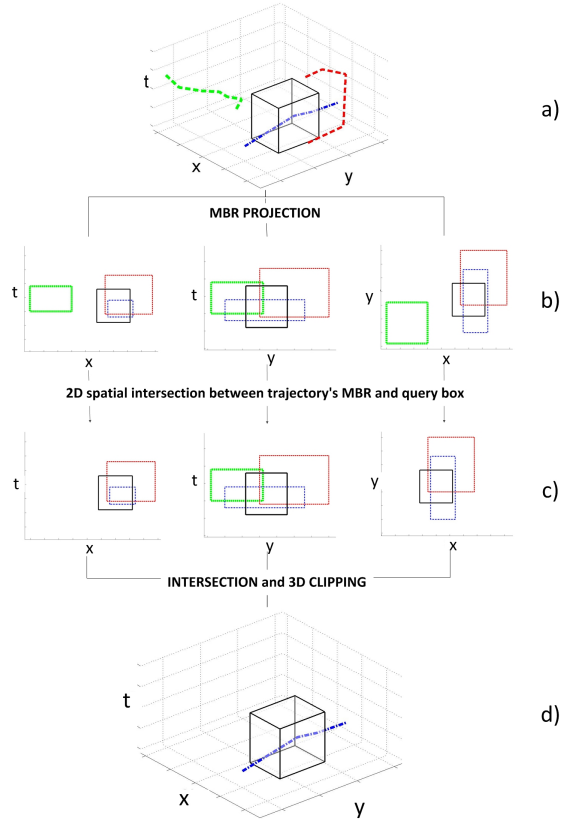 t
a)
x
y
MBR PROJECTION
t
t
y
b)
x
y
x
2D spatial intersection between trajectory's MBR and query box
t
t
y
c)
x
y
x
INTERSECTION and 3D CLIPPING
t
d)
x
y